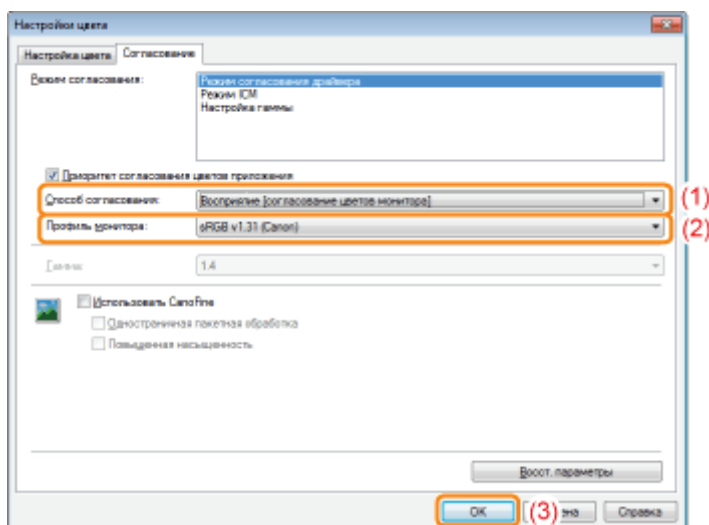 Настройки цвета
Настройка цвета Согласование
Режим согласования:
Режим согласования драйвера
Режим ICM
Настройка гаммы
Приоритет согласования цветов приложения
Способ согласования: Восприятие [согласование цветов монитора] (1)
Профиль монитора: sRGB v1.31 (Canon) (2)
Гамма: 1.4
Использовать Canofine
Одностраничная пакетная обработка
Повышенная насыщенность
Восст. параметры
OK (3) ена Справка